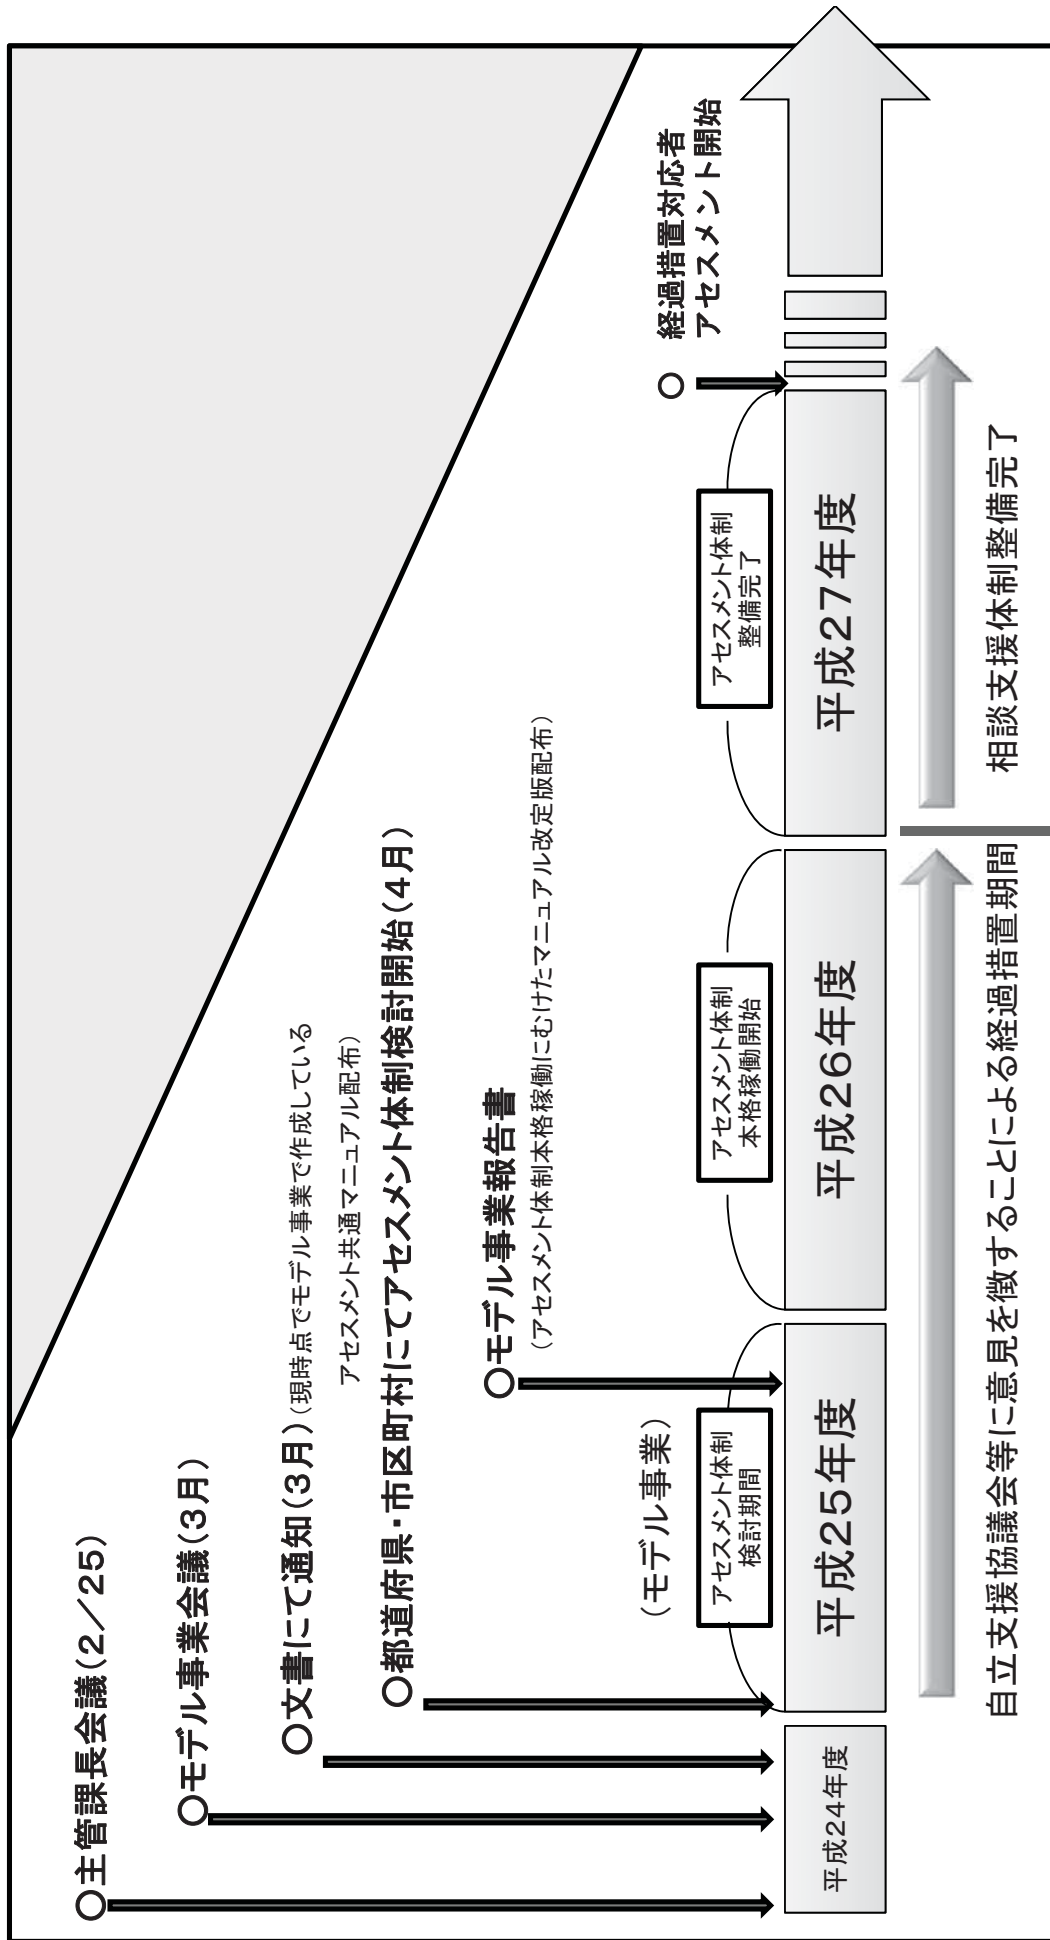 ○主管課長会議（２／２５）
○モデル事業会議（３月）
○文書にて通知（３月）（現時点でモデル事業で作成している
アセスメント共通マニュアル配布）
○都道府県・市区町村にてアセスメント体制検討開始（４月）
○モデル事業報告書
（アセスメント体制本格稼働にむけたマニュアル改定版配布）
（モデル事業）
○ 経過措置対応者
アセスメント開始
アセスメント体制
検討期間
アセスメント体制
本格稼働開始
アセスメント体制
整備完了
平成24年度
平成２５年度
平成２６年度
平成２７年度
自立支援協議会等に意見を徴することによる経過措置期間
相談支援体制整備完了